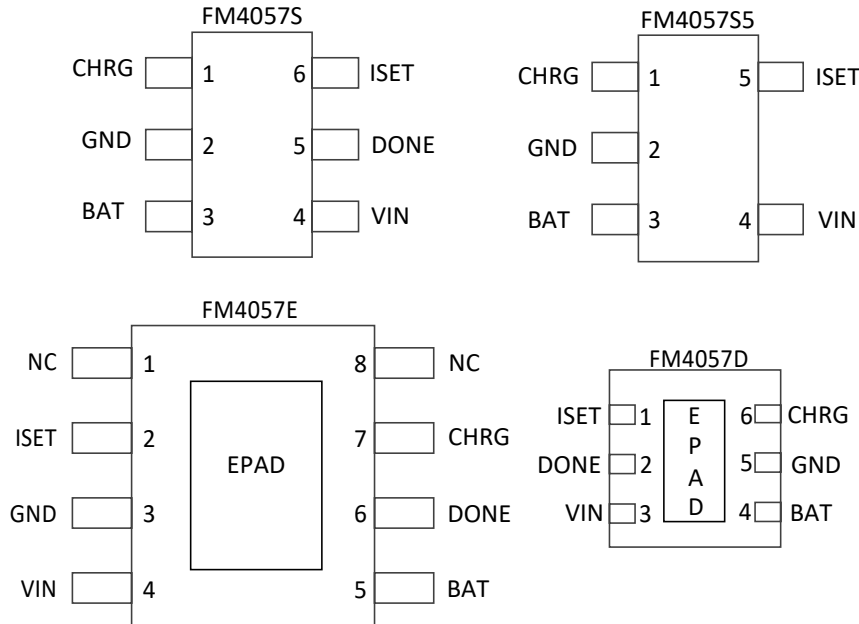 FM4057S
CHRG 1 6 ISET
GND 2 5 DONE
BAT 3 4 VIN
FM4057S5
CHRG 1 5 ISET
GND 2
BAT 3 4 VIN
FM4057E
NC 1 8 NC
ISET 2 7 CHRG
EPAD
GND 3 6 DONE
VIN 4 5 BAT
FM4057D
ISET 1 E 6 CHRG
P
DONE 2 5 GND
A
VIN 3 D 4 BAT